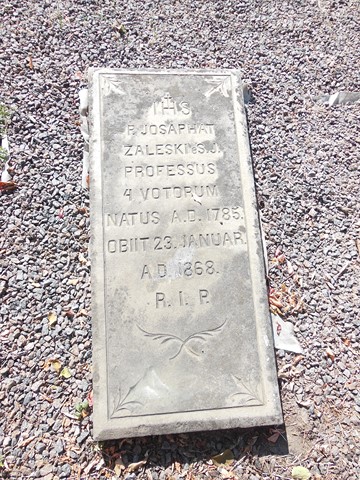 IHS
P. JOSAPHAT
ZALESKI S.J.
PROFESSUS
4 VOTORUM
NATUS A.D. 1785.
OBIIT 23. JANUAR.
A.D. 1868.
R. I. P.